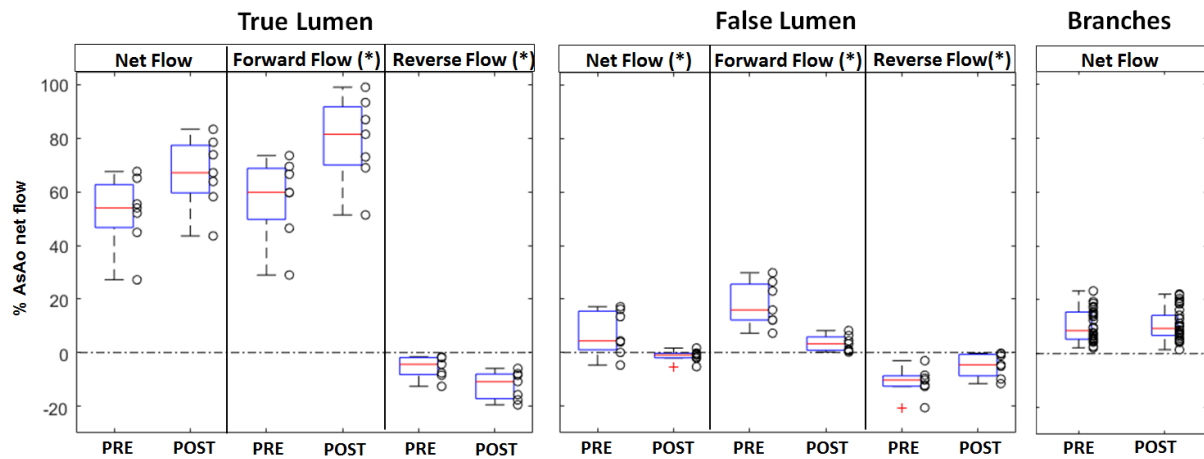 True Lumen False Lumen Branches
Net Flow Forward Flow (*) Reverse Flow (*) Net Flow (*) Forward Flow (*) Reverse Flow(*) Net Flow
% AsAo net flow
100
80
60
40
20
0
-20
PRE POST PRE POST PRE POST PRE POST PRE POST PRE POST PRE POST